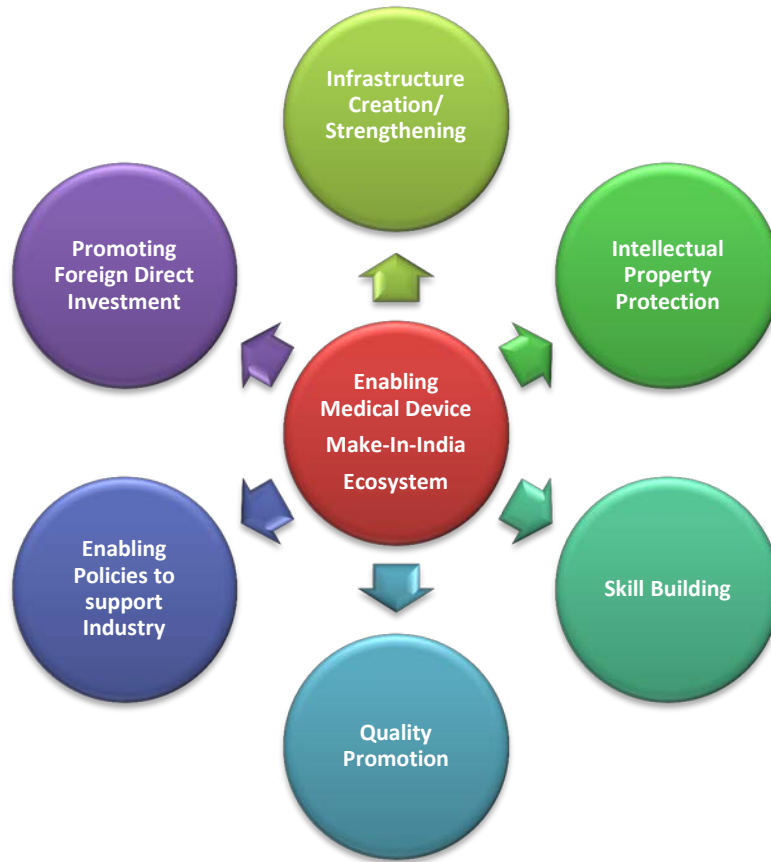 Infrastructure
Creation/
Strengthening
Promoting
Foreign Direct
Investment
Intellectual
Property
Protection
Enabling
Medical Device
Make-In-India
Ecosystem
Enabling
Policies to
support
Industry
Skill Building
Quality
Promotion